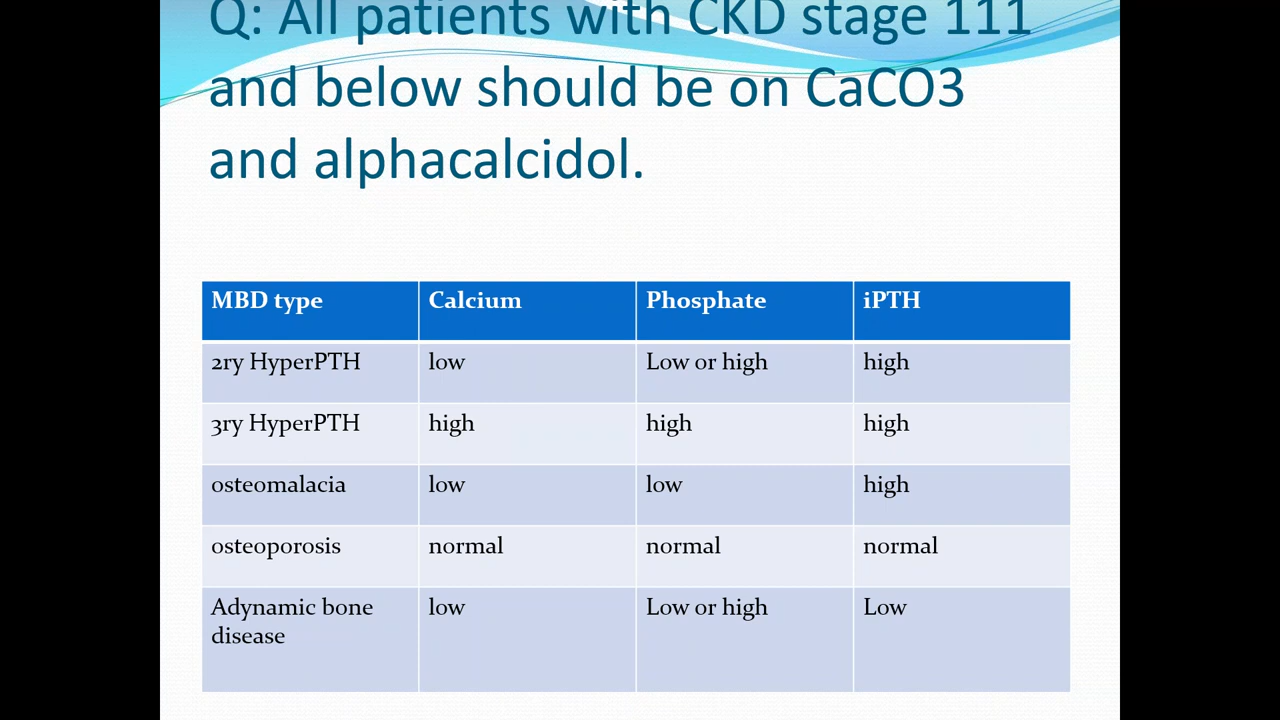 Q: All patients with CKD stage 111
and below should be on CaCO3
and alphacalcidol.
MBD type Calcium Phosphate iPTH
2ry HyperPTH low Low or high high
3ry HyperPTH high high high
osteomalacia low low high
osteoporosis normal normal normal
Adynamic bone low Low or high Low
disease